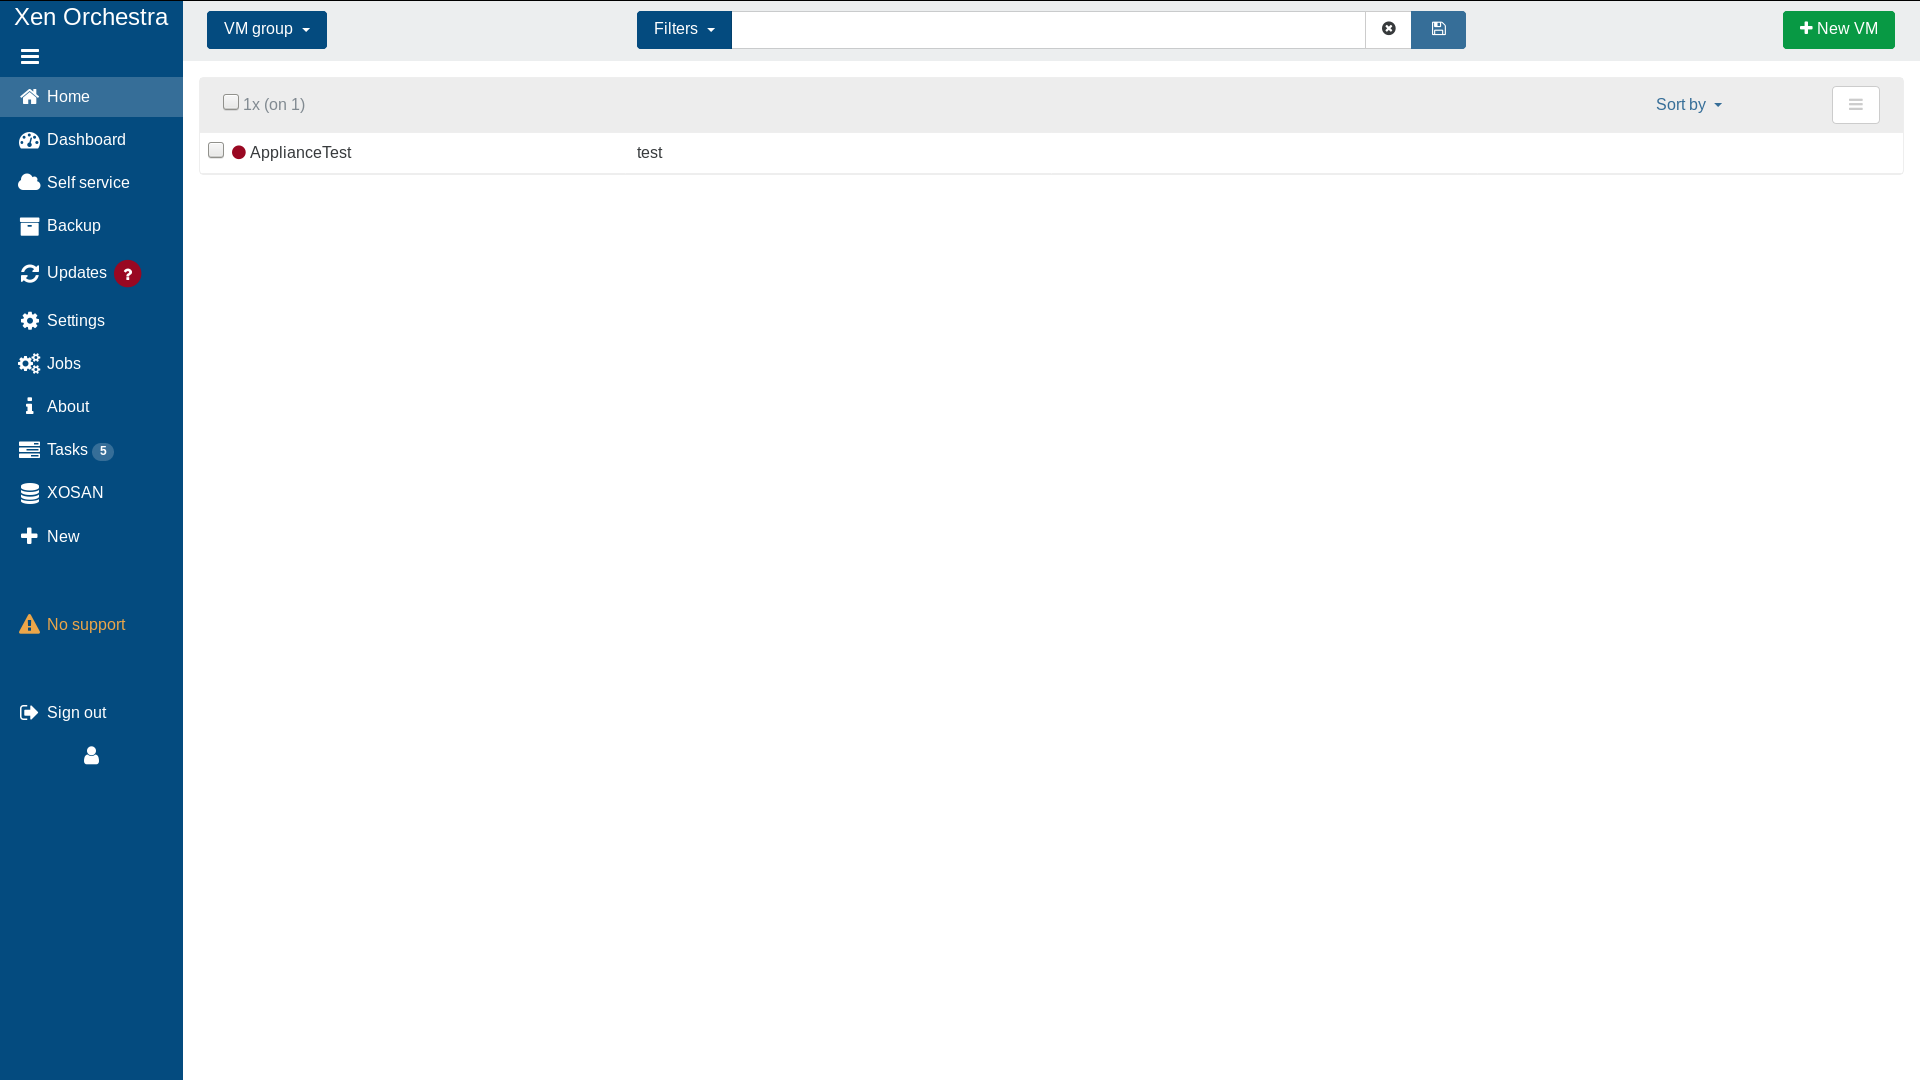 Xen Orchestra
VM group
Filters
New VM
Home
Dashboard
Self service
Backup
Updates ?
Settings
Jobs
About
Tasks 5
XOSAN
New
No support
Sign out
1x (on 1)
Sort by
ApplianceTest
test